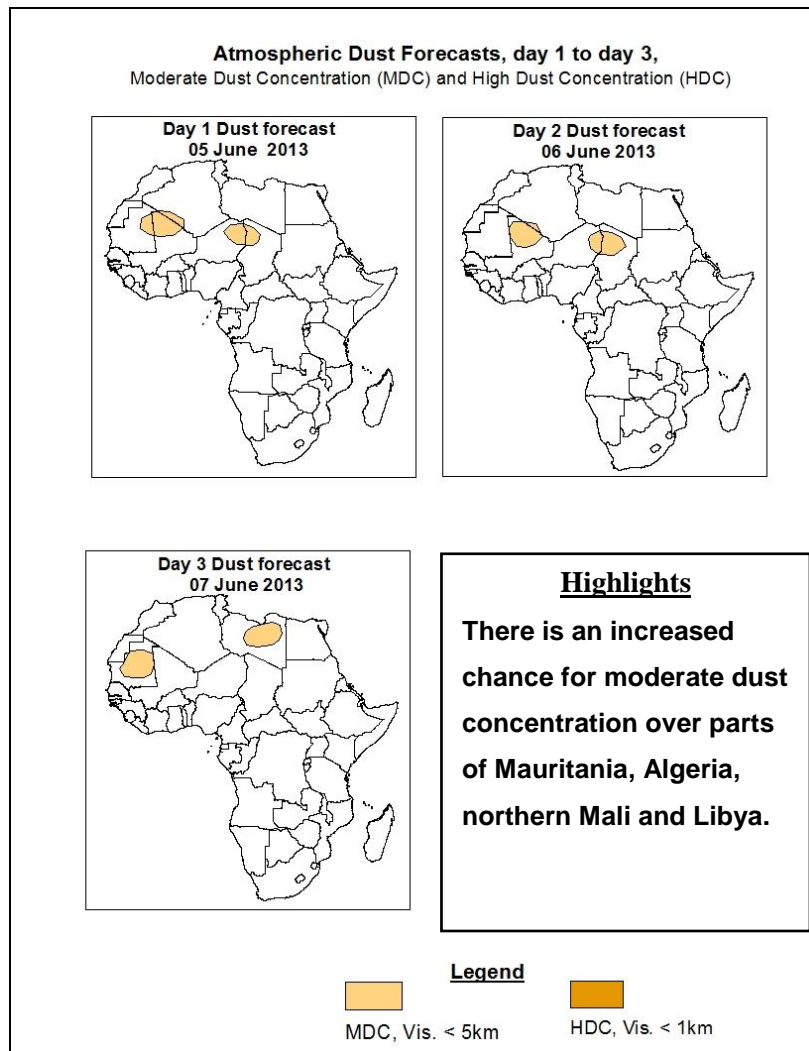 Atmospheric Dust Forecasts, day 1 to day 3,
Moderate Dust Concentration (MDC) and High Dust Concentration (HDC)
Day 1 Dust forecast
05 June 2013
Day 2 Dust forecast
06 June 2013
Day 3 Dust forecast
07 June 2013
Highlights
There is an increased
chance for moderate dust
concentration over parts
of Mauritania, Algeria,
northern Mali and Libya.
Legend
MDC, Vis. < 5km
HDC, Vis. < 1km